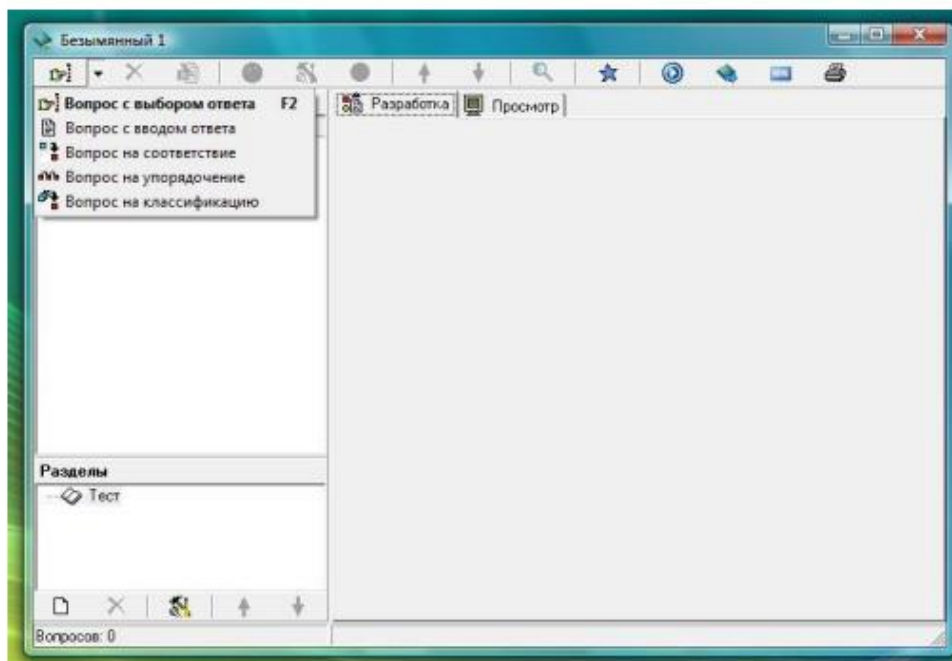 Безымянный 1
Вопрос с выбором ответа F2
Вопрос с вводом ответа
Вопрос на соответствие
Вопрос на упорядочение
Вопрос на классификацию
Разработка Просмотр
Разделы
Тест
Вопросов: 0